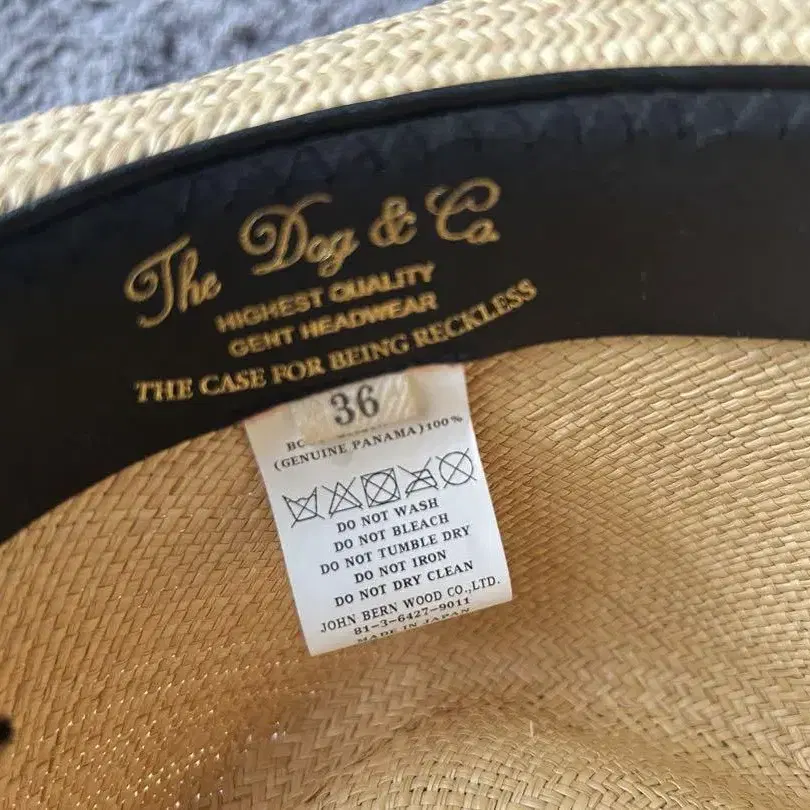 The Dog & Co.
HIGHEST QUALITY
GENT HEADWEAR
THE CASE FOR BEING RECKLESS
36
(GENUINE PANAMA) 100%
DO NOT WASH
DO NOT BLEACH
DO NOT TUMBLE DRY
DO NOT IRON
DO NOT DRY CLEAN
JOHN BERN WOOD CO.,LTD.
81-3-6427-9011
MADE IN JAPAN